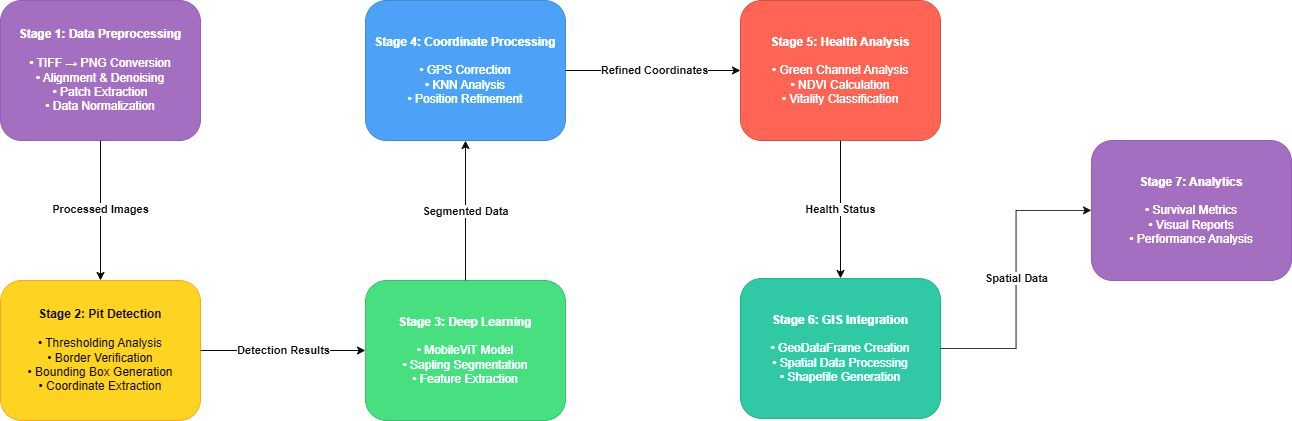 Stage 1: Data Preprocessing
• TIFF → PNG Conversion
• Alignment & Denoising
• Patch Extraction
• Data Normalization
Processed Images
Stage 2: Pit Detection
• Thresholding Analysis
• Border Verification
• Bounding Box Generation
• Coordinate Extraction
Detection Results
Stage 3: Deep Learning
• MobileViT Model
• Sapling Segmentation
• Feature Extraction
Segmented Data
Stage 4: Coordinate Processing
• GPS Correction
• KNN Analysis
• Position Refinement
Refined Coordinates
Stage 5: Health Analysis
• Green Channel Analysis
• NDVI Calculation
• Vitality Classification
Health Status
Stage 6: GIS Integration
• GeoDataFrame Creation
• Spatial Data Processing
• Shapefile Generation
Spatial Data
Stage 7: Analytics
• Survival Metrics
• Visual Reports
• Performance Analysis